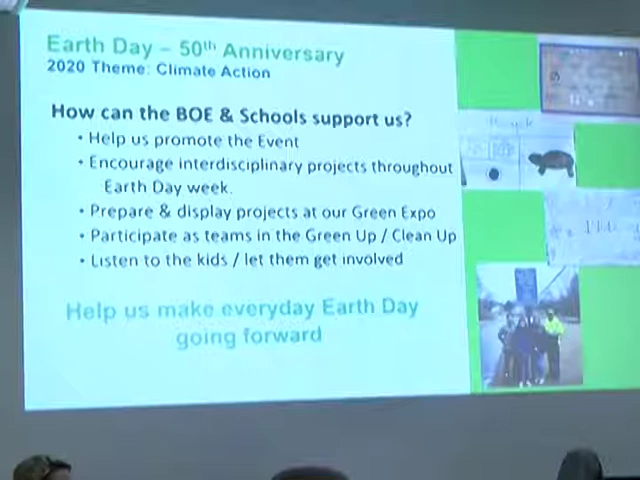 Earth Day – 50th Anniversary
2020 Theme: Climate Action
How can the BOE & Schools support us?
• Help us promote the Event
• Encourage interdisciplinary projects throughout
Earth Day week.
• Prepare & display projects at our Green Expo
• Participate as teams in the Green Up / Clean Up
• Listen to the kids / let them get involved
Help us make everyday Earth Day
going forward